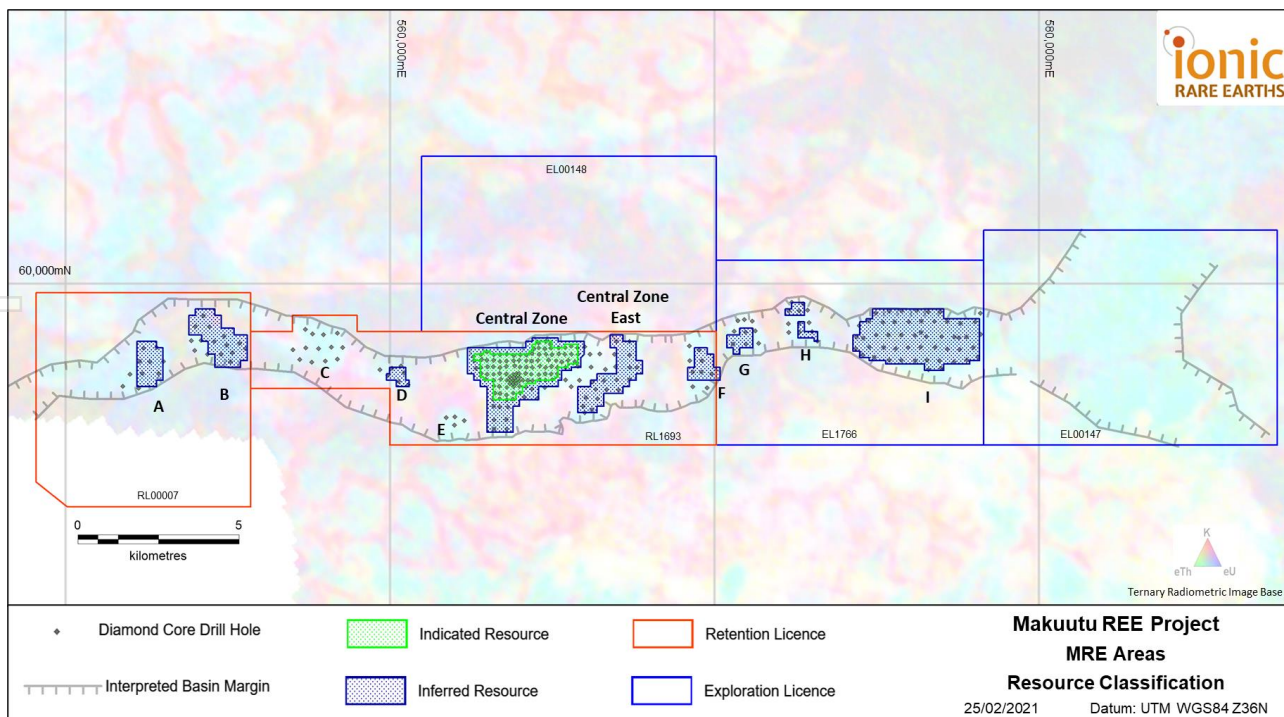 560,000mE
580,000mE
ionic
RARE EARTHS
EL00148
60,000mN
Central Zone
East
Central Zone
A
B
C
D
E
F
G
H
I
RL1693
EL1766
EL00147
RL00007
0 5
kilometres
K
eTh eU
Ternary Radiometric Image Base
Diamond Core Drill Hole
Indicated Resource
Retention Licence
Interpreted Basin Margin
Inferred Resource
Exploration Licence
Makuutu REE Project
MRE Areas
Resource Classification
25/02/2021 Datum: UTM WGS84 Z36N